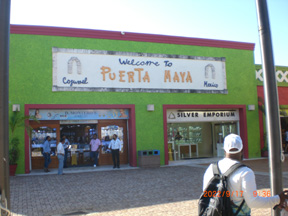 Welcome To
PUERTA MAYA
Cozumel
Mexico
SILVER EMPORIUM